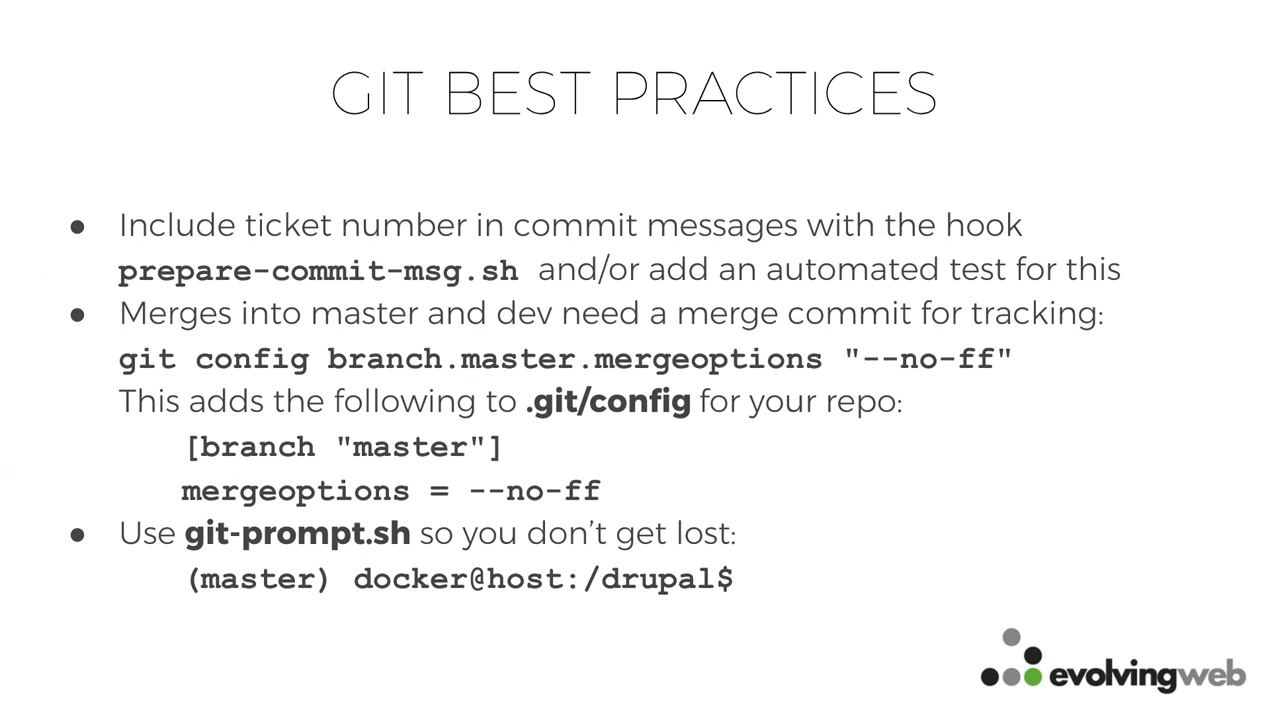 GIT BEST PRACTICES
● Include ticket number in commit messages with the hook
prepare-commit-msg.sh and/or add an automated test for this
● Merges into master and dev need a merge commit for tracking:
git config branch.master.mergeoptions "--no-ff"
This adds the following to .git/config for your repo:
[branch "master"]
mergeoptions = --no-ff
● Use git-prompt.sh so you don’t get lost:
(master) docker@host:/drupal$
evolvingweb